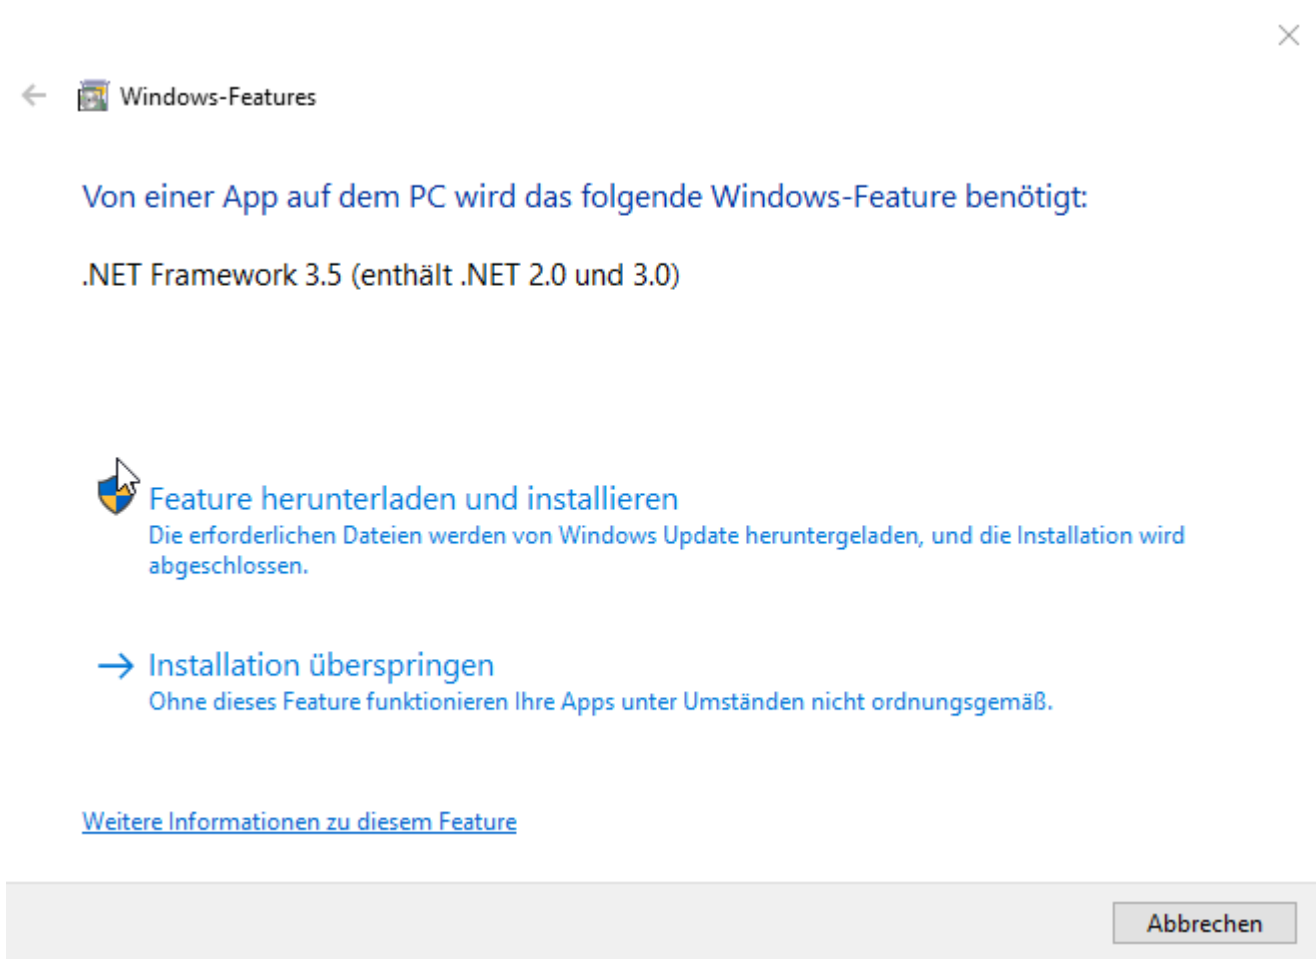 Windows-Features
Von einer App auf dem PC wird das folgende Windows-Feature benötigt:
.NET Framework 3.5 (enthält .NET 2.0 und 3.0)
Feature herunterladen und installieren
Die erforderlichen Dateien werden von Windows Update heruntergeladen, und die Installation wird
abgeschlossen.
Installation überspringen
Ohne dieses Feature funktionieren Ihre Apps unter Umständen nicht ordnungsgemäß.
Weitere Informationen zu diesem Feature
Abbrechen